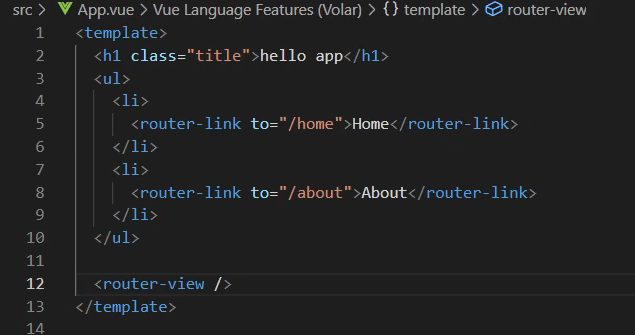 src > App.vue > Vue Language Features (Volar) > {} template > router-view
1 <template>
2 <h1 class="title">hello app</h1>
3 <ul>
4 <li>
5 <router-link to="/home">Home</router-link>
6 </li>
7 <li>
8 <router-link to="/about">About</router-link>
9 </li>
10 </ul>
11
12 <router-view />
13 </template>
14